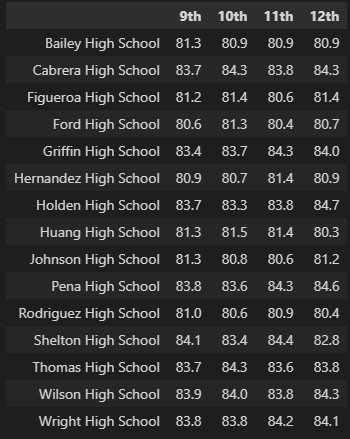 9th 10th 11th 12th
Bailey High School 81.3 80.9 80.9 80.9
Cabrera High School 83.7 84.3 83.8 84.3
Figueroa High School 81.2 81.4 80.6 81.4
Ford High School 80.6 81.3 80.4 80.7
Griffin High School 83.4 83.7 84.3 84.0
Hernandez High School 80.9 80.7 81.4 80.9
Holden High School 83.7 83.3 83.8 84.7
Huang High School 81.3 81.5 81.4 80.3
Johnson High School 81.3 80.8 80.6 81.2
Pena High School 83.8 83.6 84.3 84.6
Rodriguez High School 81.0 80.6 80.9 80.4
Shelton High School 84.1 83.4 84.4 82.8
Thomas High School 83.7 84.3 83.6 83.8
Wilson High School 83.9 84.0 83.8 84.3
Wright High School 83.8 83.8 84.2 84.1